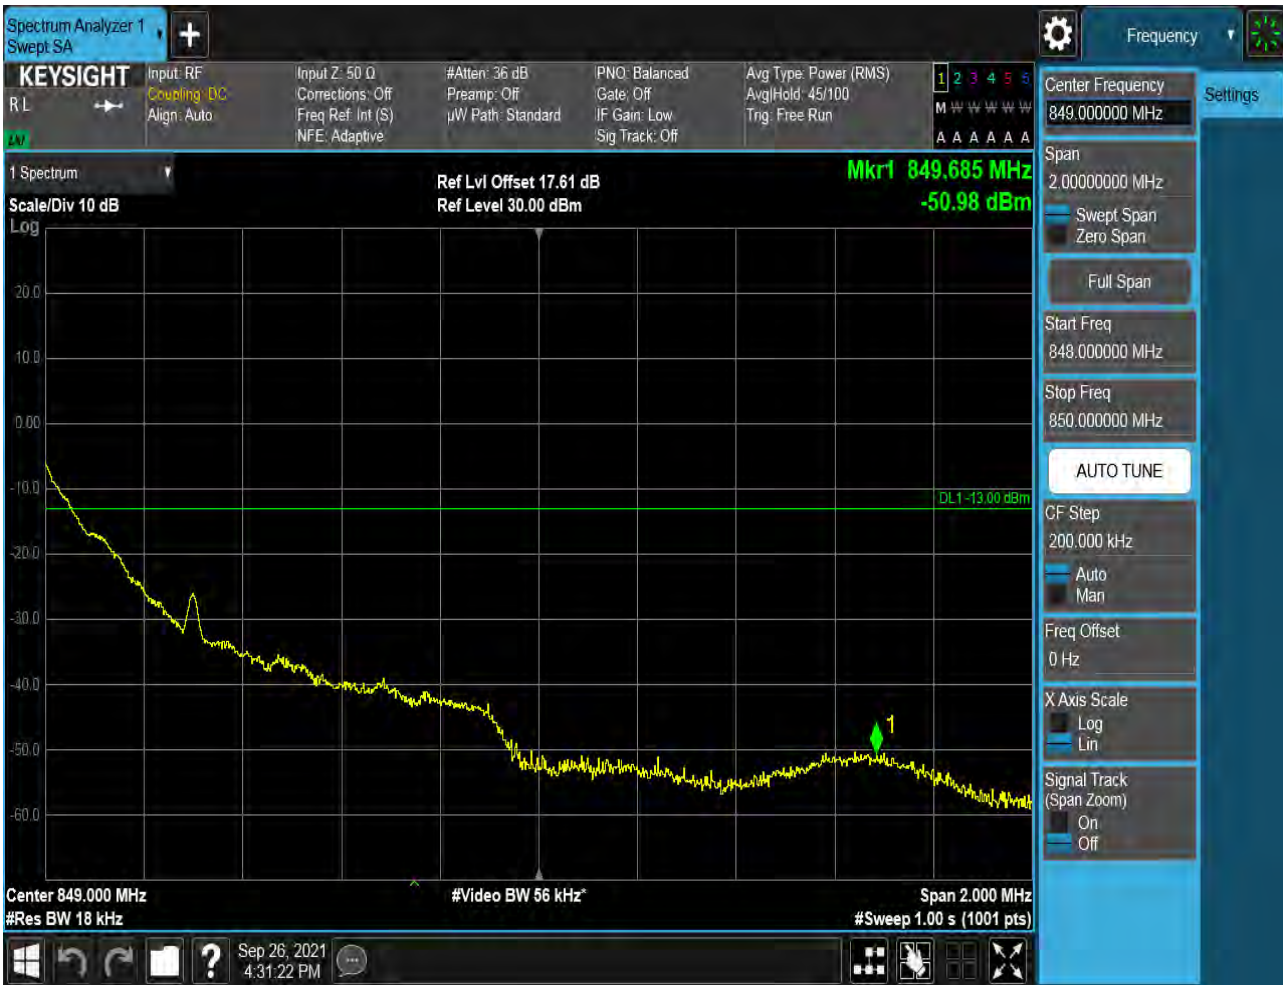 Spectrum Analyzer 1
Swept SA
Frequency
KEYSIGHT
R L
Input: RF
Coupling: DC
Align: Auto
Input Z: 50 Ω
Corrections: Off
Freq Ref: Int (S)
NFE: Adaptive
#Atten: 36 dB
Preamp: Off
µW Path: Standard
PNO: Balanced
Gate: Off
IF Gain: Low
Sig Track: Off
Avg Type: Power (RMS)
Avg|Hold: 45/100
Trig: Free Run
1 2 3 4 5 6
M W W W W W
A A A A A A
1 Spectrum
Scale/Div 10 dB
Log
Ref Lvl Offset 17.61 dB
Ref Level 30.00 dBm
Mkr1 849.685 MHz
-50.98 dBm
20.0
10.0
0.00
-10.0
-20.0
-30.0
-40.0
-50.0
-60.0
DL1 -13.00 dBm
1
Center 849.000 MHz
#Res BW 18 kHz
#Video BW 56 kHz*
Span 2.000 MHz
#Sweep 1.00 s (1001 pts)
Sep 26, 2021
4:31:22 PM
Center Frequency
849.000000 MHz
Settings
Span
2.00000000 MHz
Swept Span
Zero Span
Full Span
Start Freq
848.000000 MHz
Stop Freq
850.000000 MHz
AUTO TUNE
CF Step
200.000 kHz
Auto
Man
Freq Offset
0 Hz
X Axis Scale
Log
Lin
Signal Track
(Span Zoom)
On
Off